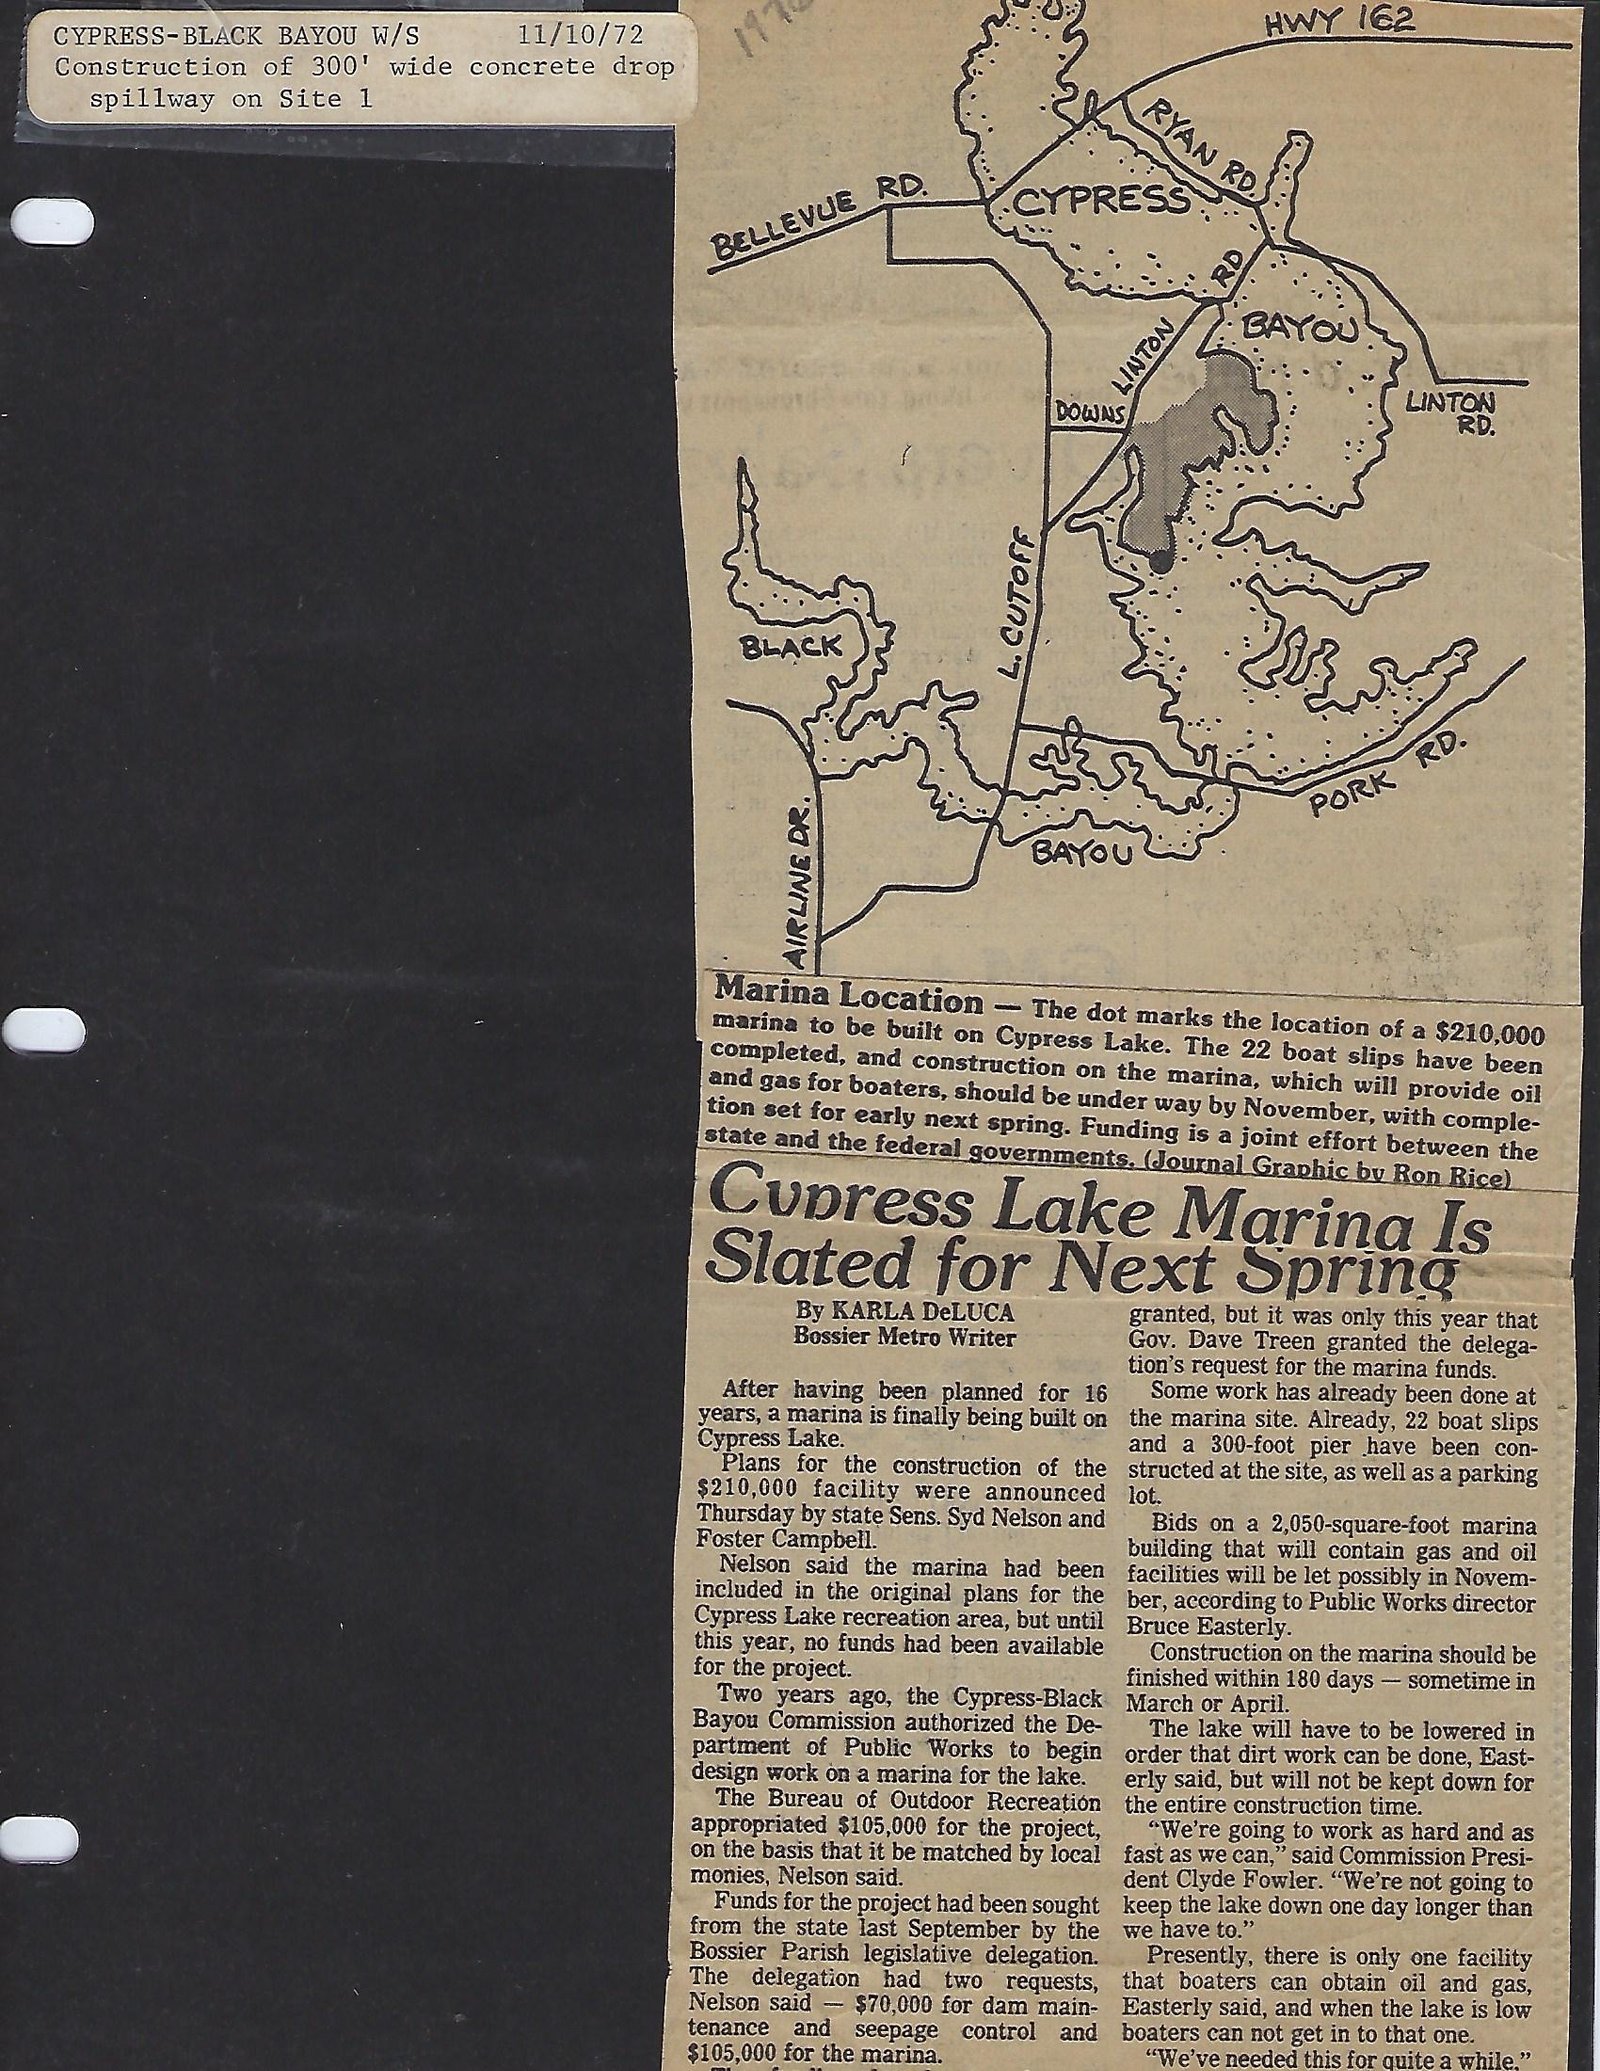 CYPRESS-BLACK BAYOU W/S 11/10/72
Construction of 300' wide concrete drop
spillway on Site 1
HWY 162
RYAN RD.
BELLEVUE RD.
CYPRESS
RD
BAYOU
LINTON
DOWNS
LINTON
RD.
L. CUTOFF
BLACK
PORK RD.
BAYOU
AIRLINE DR.
Marina Location — The dot marks the location of a $210,000
marina to be built on Cypress Lake. The 22 boat slips have been
completed, and construction on the marina, which will provide oil
and gas for boaters, should be under way by November, with comple-
tion set for early next spring. Funding is a joint effort between the
state and the federal governments. (Journal Graphic by Ron Rice)
Cypress Lake Marina Is
Slated for Next Spring
By KARLA DeLUCA
Bossier Metro Writer
After having been planned for 16
years, a marina is finally being built on
Cypress Lake.
Plans for the construction of the
$210,000 facility were announced
Thursday by state Sens. Syd Nelson and
Foster Campbell.
Nelson said the marina had been
included in the original plans for the
Cypress Lake recreation area, but until
this year, no funds had been available
for the project.
Two years ago, the Cypress-Black
Bayou Commission authorized the De-
partment of Public Works to begin
design work on a marina for the lake.
The Bureau of Outdoor Recreation
appropriated $105,000 for the project,
on the basis that it be matched by local
monies, Nelson said.
Funds for the project had been sought
from the state last September by the
Bossier Parish legislative delegation.
The delegation had two requests,
Nelson said — $70,000 for dam main-
tenance and seepage control and
$105,000 for the marina.
granted, but it was only this year that
Gov. Dave Treen granted the delega-
tion's request for the marina funds.
Some work has already been done at
the marina site. Already, 22 boat slips
and a 300-foot pier have been con-
structed at the site, as well as a parking
lot.
Bids on a 2,050-square-foot marina
building that will contain gas and oil
facilities will be let possibly in Novem-
ber, according to Public Works director
Bruce Easterly.
Construction on the marina should be
finished within 180 days — sometime in
March or April.
The lake will have to be lowered in
order that dirt work can be done, East-
erly said, but will not be kept down for
the entire construction time.
"We're going to work as hard and as
fast as we can," said Commission Presi-
dent Clyde Fowler. "We're not going to
keep the lake down one day longer than
we have to."
Presently, there is only one facility
that boaters can obtain oil and gas,
Easterly said, and when the lake is low
boaters can not get in to that one.
"We've needed this for quite a while,"